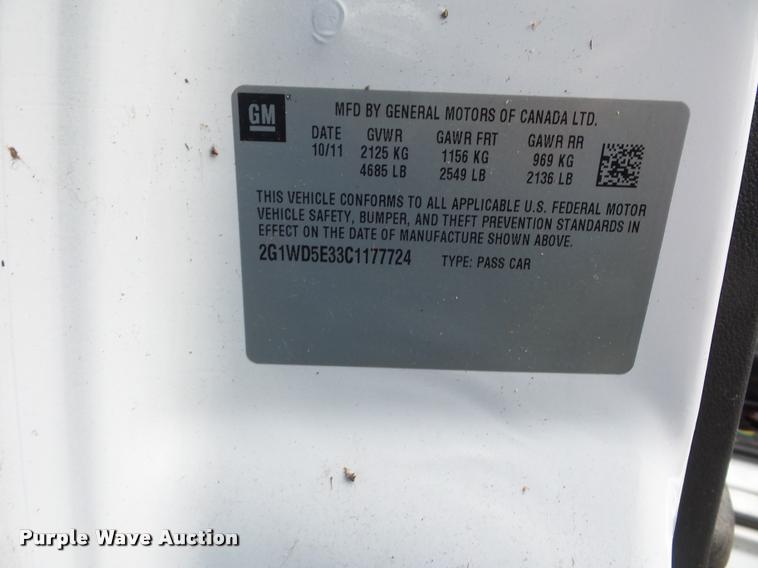 GM
MFD BY GENERAL MOTORS OF CANADA LTD.
DATE GVWR GAWR FRT GAWR RR
10/11 2125 KG 1156 KG 969 KG
4685 LB 2549 LB 2136 LB
THIS VEHICLE CONFORMS TO ALL APPLICABLE U.S. FEDERAL MOTOR
VEHICLE SAFETY, BUMPER, AND THEFT PREVENTION STANDARDS IN
EFFECT ON THE DATE OF MANUFACTURE SHOWN ABOVE.
2G1WD5E33C1177724 TYPE: PASS CAR
Purple Wave Auction